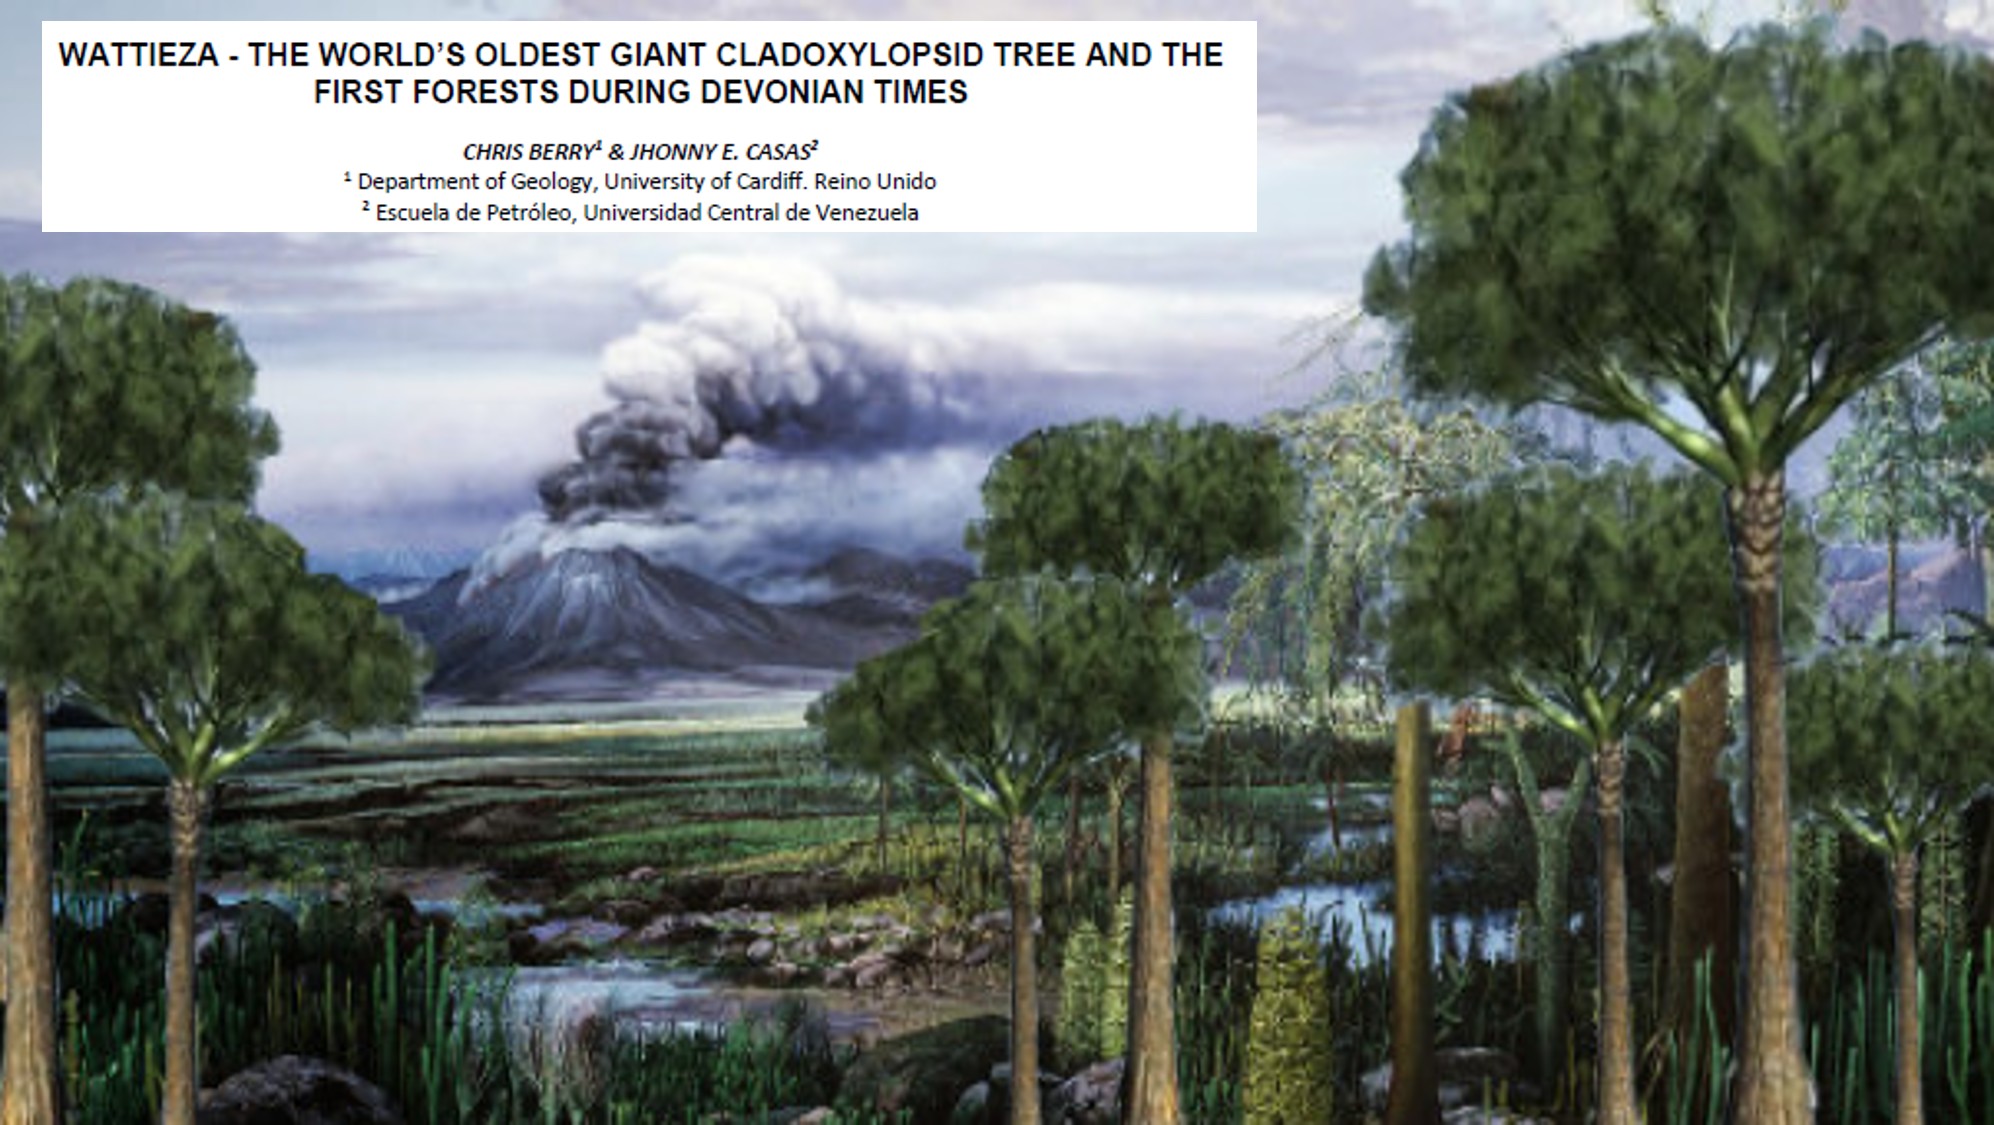 WATTIEZA - THE WORLD’S OLDEST GIANT CLADOXYLOPSID TREE AND THE
FIRST FORESTS DURING DEVONIAN TIMES
CHRIS BERRY¹ & JHONNY E. CASAS²
¹ Department of Geology, University of Cardiff. Reino Unido
² Escuela de Petróleo, Universidad Central de Venezuela